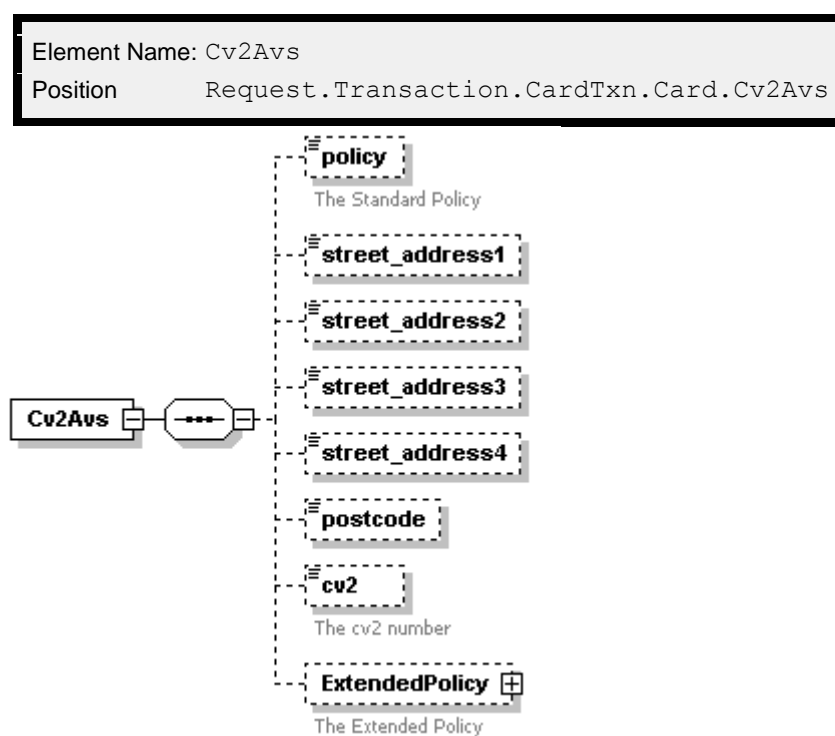 Element Name: Cv2Avs
Position Request.Transaction.CardTxn.Card.Cv2Avs
policy
The Standard Policy
street_address1
street_address2
street_address3
street_address4
Cv2Avs
postcode
cv2
The cv2 number
ExtendedPolicy
The Extended Policy